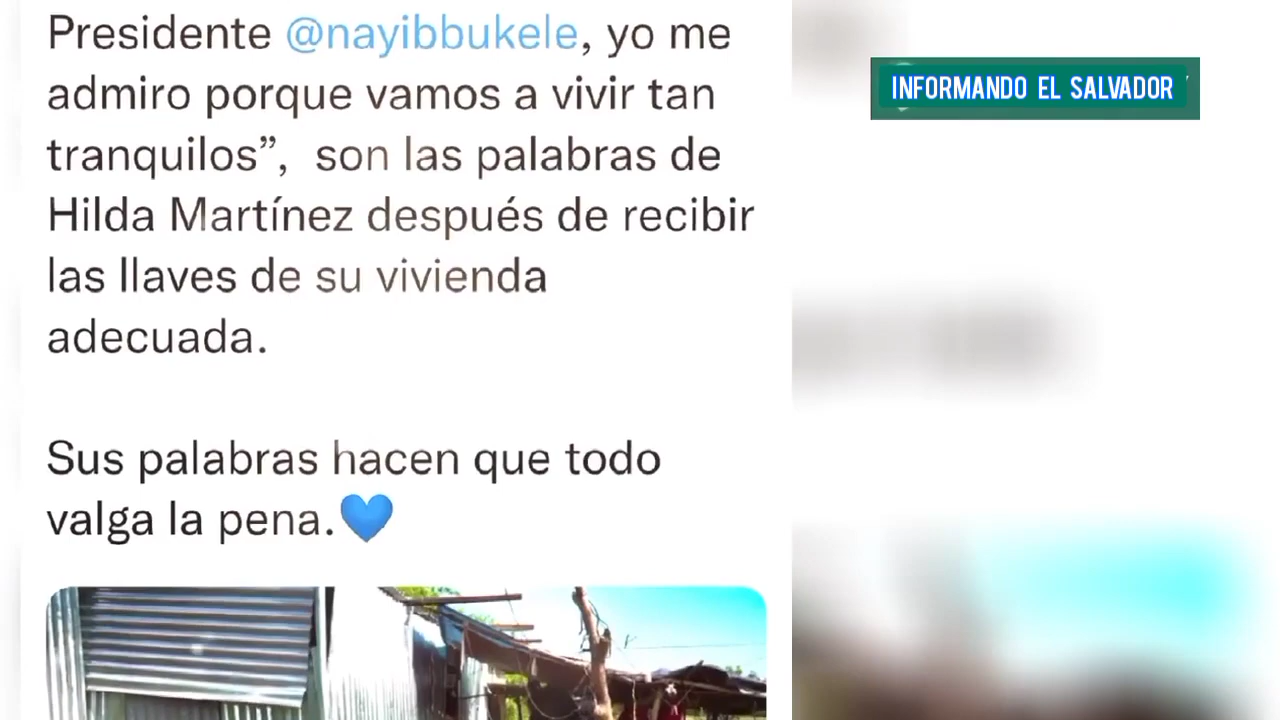 Presidente @nayibbukele, yo me
admiro porque vamos a vivir tan
tranquilos”, son las palabras de
Hilda Martínez después de recibir
las llaves de su vivienda
adecuada.
Sus palabras hacen que todo
valga la pena.💙
INFORMANDO EL SALVADOR